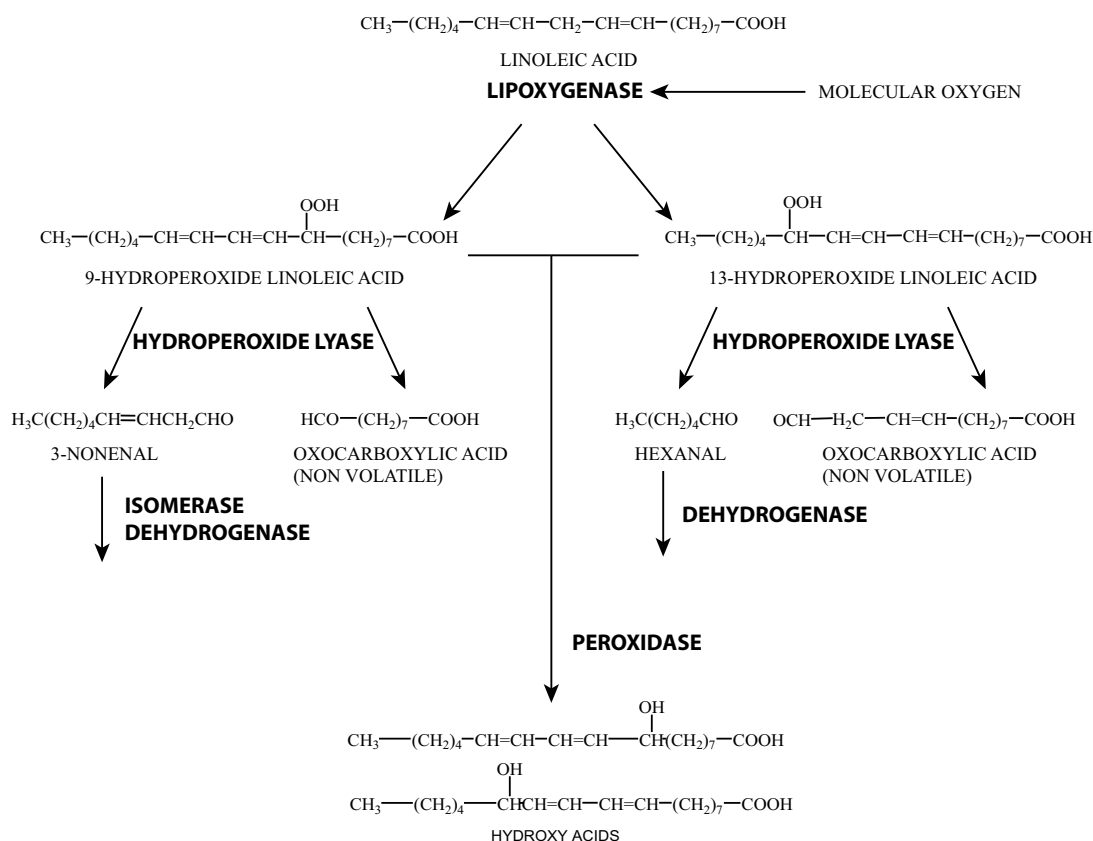 CH₃—(CH₂)₄—CH=CH—CH₂—CH=CH—(CH₂)₇—COOH
LINOLEIC ACID
LIPOXYGENASE
MOLECULAR OXYGEN
OOH
CH₃—(CH₂)₄—CH=CH—CH=CH—CH—(CH₂)₇—COOH
9-HYDROPEROXIDE LINOLEIC ACID
OOH
CH₃—(CH₂)₄—CH—CH=CH—CH=CH—(CH₂)₇—COOH
13-HYDROPEROXIDE LINOLEIC ACID
HYDROPEROXIDE LYASE
HYDROPEROXIDE LYASE
H₃C(CH₂)₄CH=CHCH₂CHO
3-NONENAL
HCO—(CH₂)₇—COOH
OXOCARBOXYLIC ACID
(NON VOLATILE)
H₃C(CH₂)₄CHO
HEXANAL
OCH—H₂C—CH=CH—(CH₂)₇—COOH
OXOCARBOXYLIC ACID
(NON VOLATILE)
ISOMERASE
DEHYDROGENASE
DEHYDROGENASE
PEROXIDASE
OH
CH₃—(CH₂)₄—CH=CH—CH=CH—CH(CH₂)₇—COOH
OH
CH₃—(CH₂)₄—CHCH=CH—CH=CH—(CH₂)₇—COOH
HYDROXY ACIDS